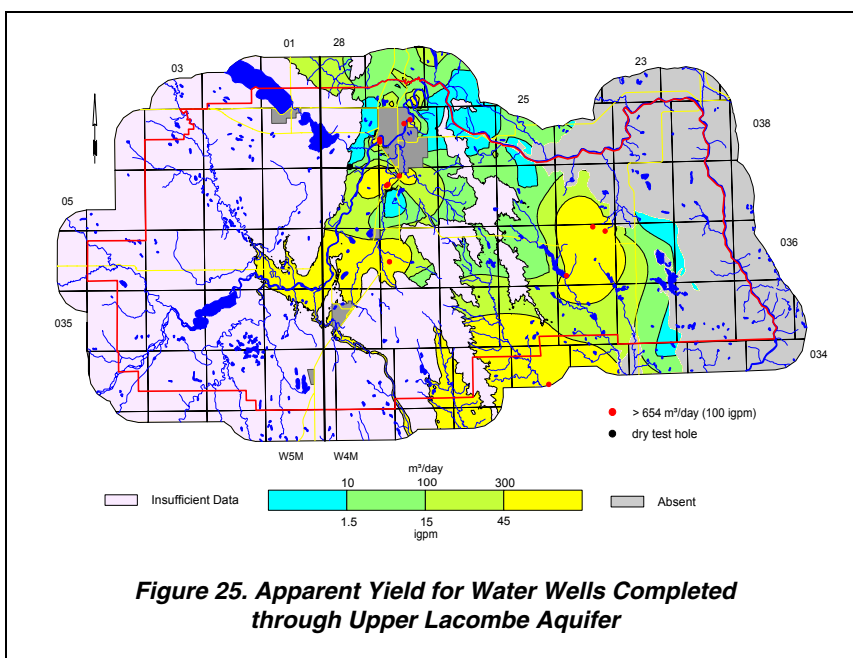 01 28
03
23
25
038
05
036
035
034
> 654 m³/day (100 igpm)
dry test hole
W5M W4M
m³/day
10 100 300
Insufficient Data
Absent
1.5 15 45
igpm
Figure 25. Apparent Yield for Water Wells Completed
through Upper Lacombe Aquifer